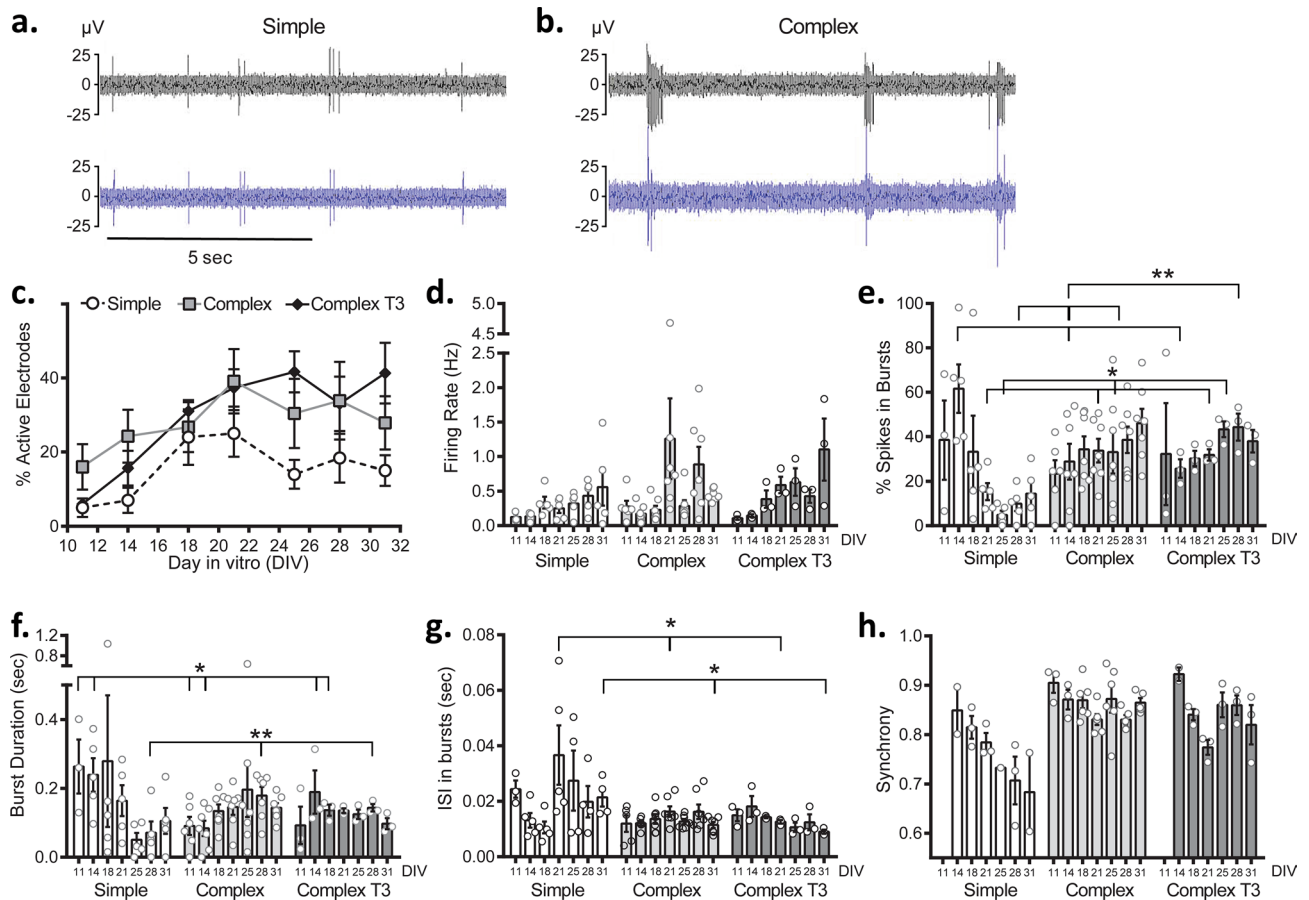 a.
Simple
µV
25
0
-25
25
0
-25
5 sec
b.
Complex
µV
25
0
-25
25
0
-25
c.
Simple Complex Complex T3
% Active Electrodes
40
20
0
10 12 14 16 18 20 22 24 26 28 30 32
Day in vitro (DIV)
d.
Firing Rate (Hz)
5.0
4.5
2.5
2.0
1.5
1.0
0.5
0.0
11 14 18 21 25 28 31 11 14 18 21 25 28 31 11 14 18 21 25 28 31 DIV
Simple Complex Complex T3
e.
% Spikes in Bursts
100
80
60
40
20
0
**
*
11 14 18 21 25 28 31 11 14 18 21 25 28 31 11 14 18 21 25 28 31 DIV
Simple Complex Complex T3
f.
Burst Duration (sec)
1.2
0.8
0.4
0.2
0.0
*
**
11 14 18 21 25 28 31 11 14 18 21 25 28 31 11 14 18 21 25 28 31 DIV
Simple Complex Complex T3
g.
ISI in bursts (sec)
0.08
0.06
0.04
0.02
0.00
*
*
11 14 18 21 25 28 31 11 14 18 21 25 28 31 11 14 18 21 25 28 31 DIV
Simple Complex Complex T3
h.
Synchrony
1.0
0.9
0.8
0.7
0.6
11 14 18 21 25 28 31 11 14 18 21 25 28 31 11 14 18 21 25 28 31 DIV
Simple Complex Complex T3